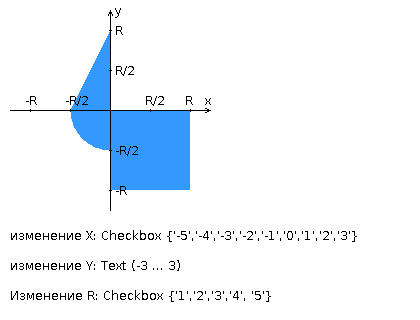 y
R
R/2
-R -R/2 R/2 R x
-R/2
-R
изменение X: Checkbox {'-5','-4','-3','-2','-1','0','1','2','3'}
изменение Y: Text (-3 ... 3)
Изменение R: Checkbox {'1','2','3','4', '5'}